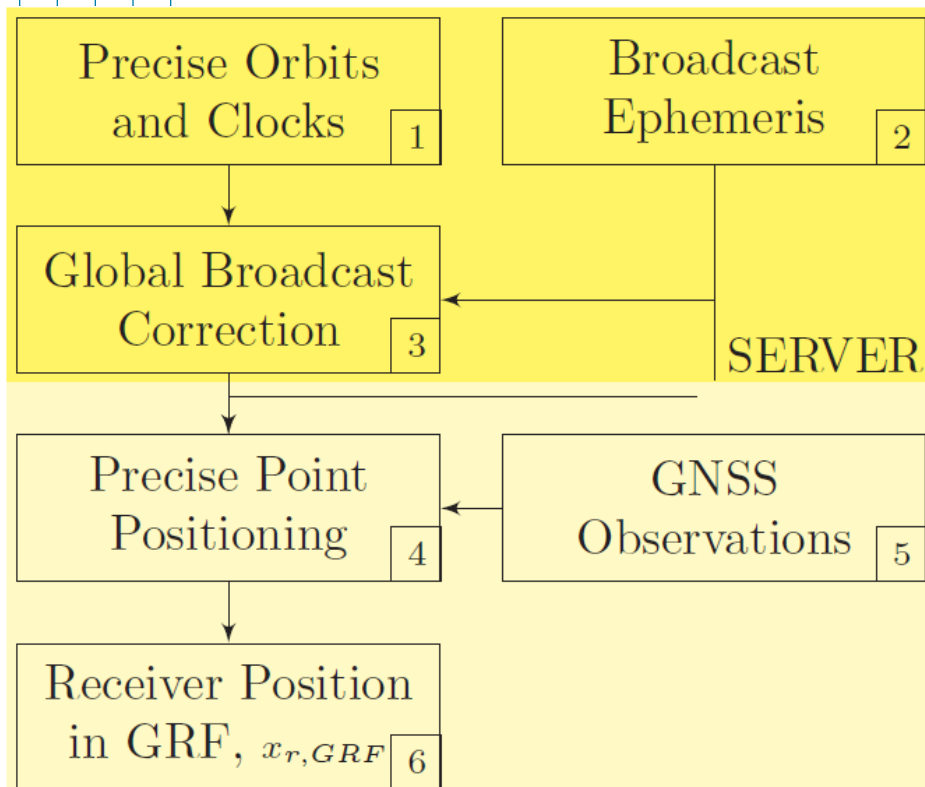 Precise Orbits
and Clocks
1
Broadcast
Ephemeris
2
Global Broadcast
Correction
3
SERVER
Precise Point
Positioning
4
GNSS
Observations
5
Receiver Position
in GRF, x_{r,GRF}
6